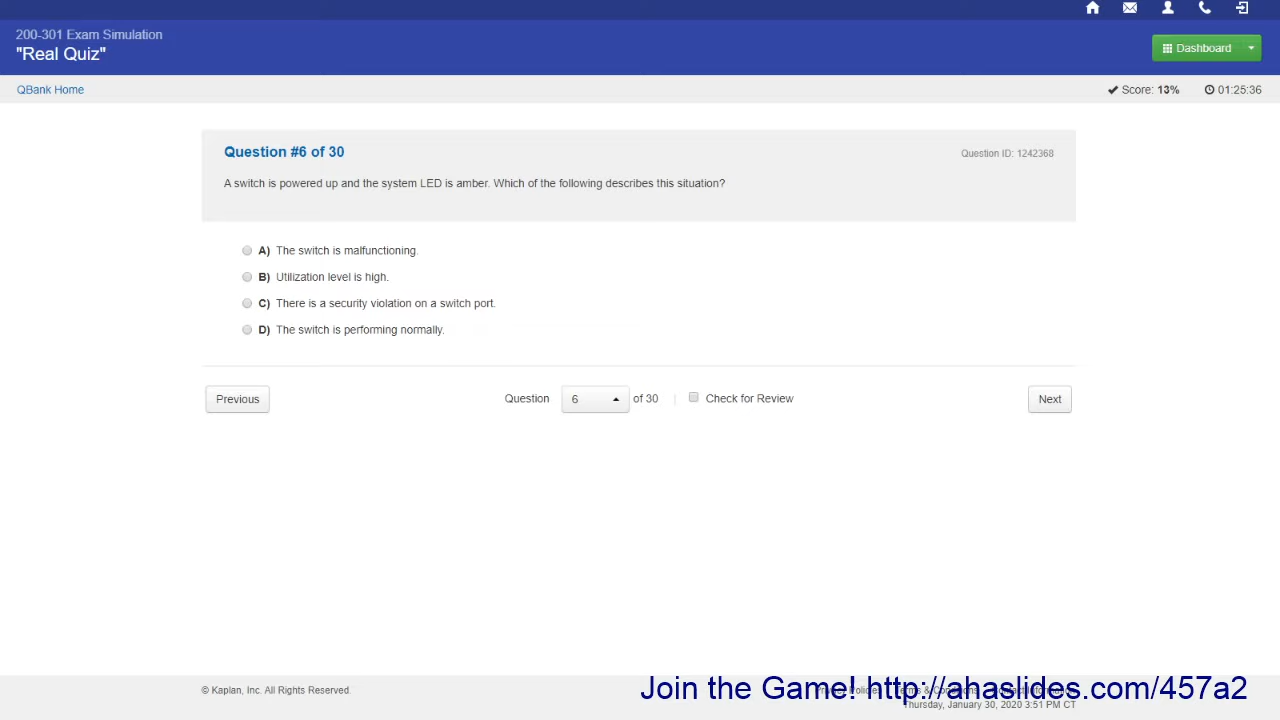 200-301 Exam Simulation
"Real Quiz"
Dashboard
QBank Home
Score: 13%
01:25:36
Question #6 of 30
Question ID: 1242368
A switch is powered up and the system LED is amber. Which of the following describes this situation?
A) The switch is malfunctioning.
B) Utilization level is high.
C) There is a security violation on a switch port.
D) The switch is performing normally.
Previous
Question 6 of 30
Check for Review
Next
© Kaplan, Inc. All Rights Reserved.
Join the Game! http://ahaslides.com/457a2
Thursday, January 30, 2020 3:51 PM CT